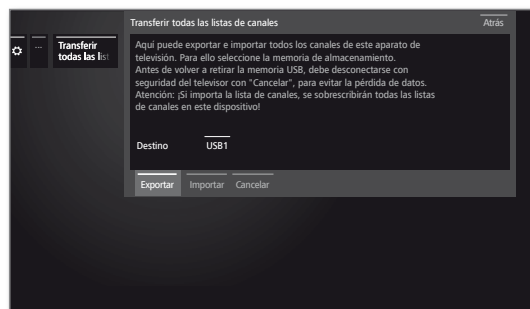 Transferir todas las listas de canales
Atrás
...
Transferir
todas las list
Aquí puede exportar e importar todos los canales de este aparato de
televisión. Para ello seleccione la memoria de almacenamiento.
Antes de volver a retirar la memoria USB, debe desconectarse con
seguridad del televisor con "Cancelar", para evitar la pérdida de datos.
Atención: ¡Si importa la lista de canales, se sobrescribirán todas las listas
de canales en este dispositivo!
Destino USB1
Exportar Importar Cancelar